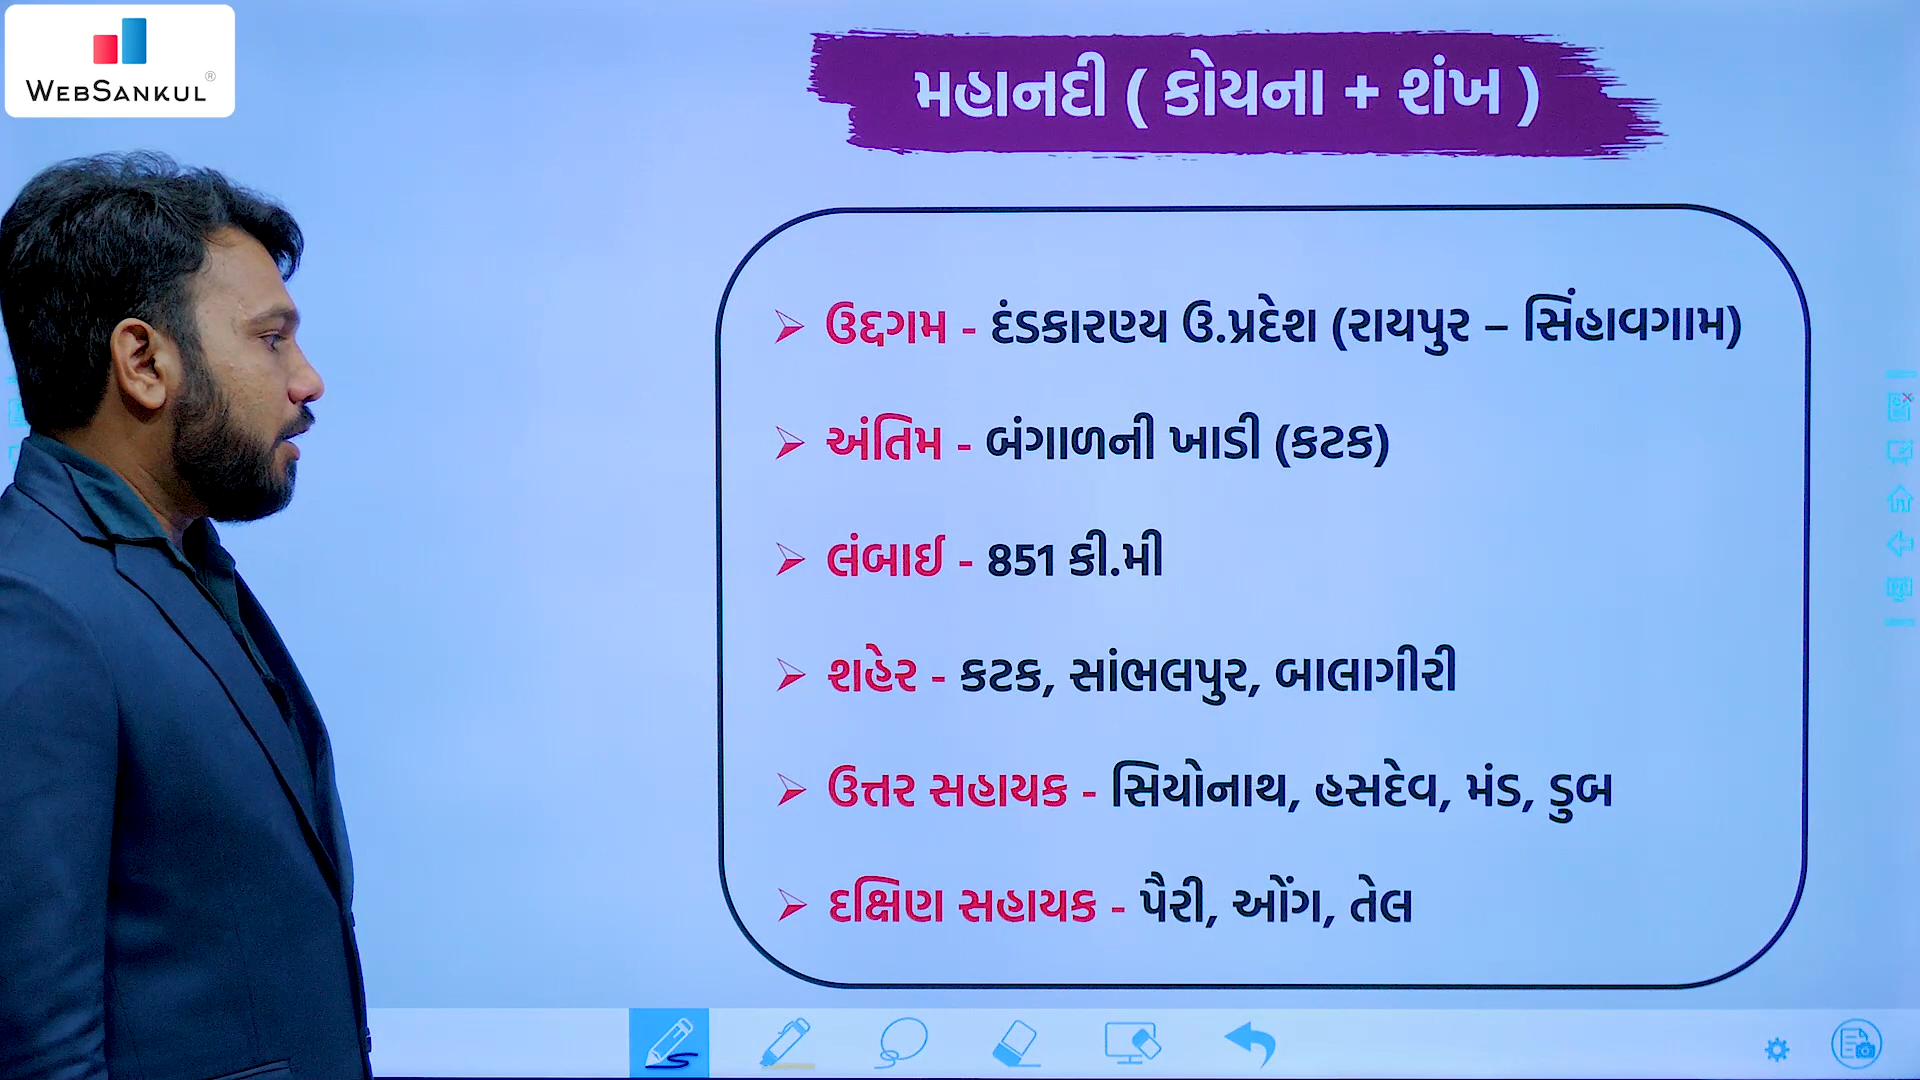 WEBSANKUL®
મહાનદી ( કોયના + શંખ )
➢ ઉદ્દગમ - દંડકારણ્ય ઉ.પ્રદેશ (રાયપુર – સિંહાવગામ)
➢ અંતિમ - બંગાળની ખાડી (કટક)
➢ લંબાઈ - 851 કી.મી
➢ શહેર - કટક, સાંભલપુર, બાલાગીરી
➢ ઉત્તર સહાયક - સિયોનાથ, હસદેવ, મંડ, ડુબ
➢ દક્ષિણ સહાયક - પૈરી, ઓંગ, તેલ